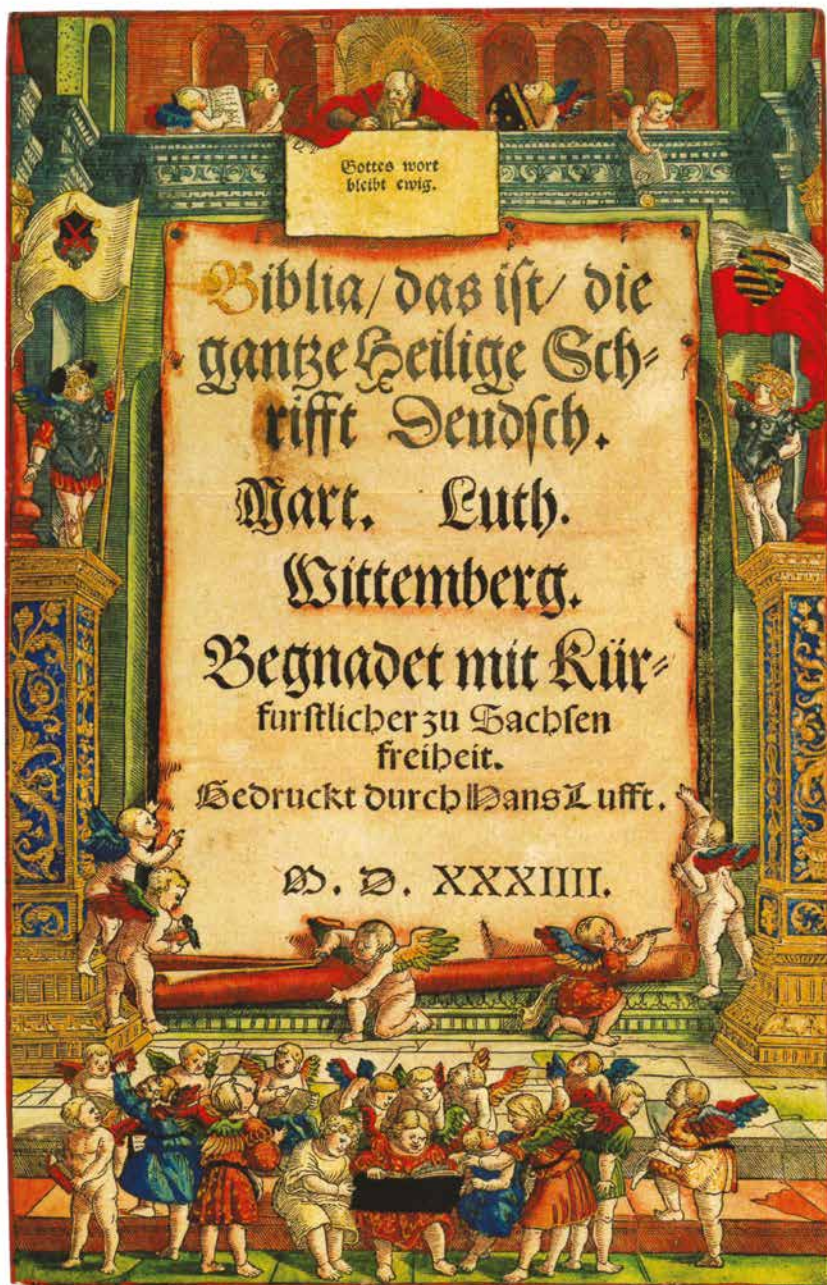 Gottes wort
bleibt ewig.
Biblia/ das ist/ die
gantze Heilige Sch⸗
rifft Deudsch.
Mart. Luth.
Wittemberg.
Begnadet mit Kür⸗
furstlicher zu Sachsen
freiheit.
Gedruckt durch Hans Lufft.
M. D. XXXIIII.